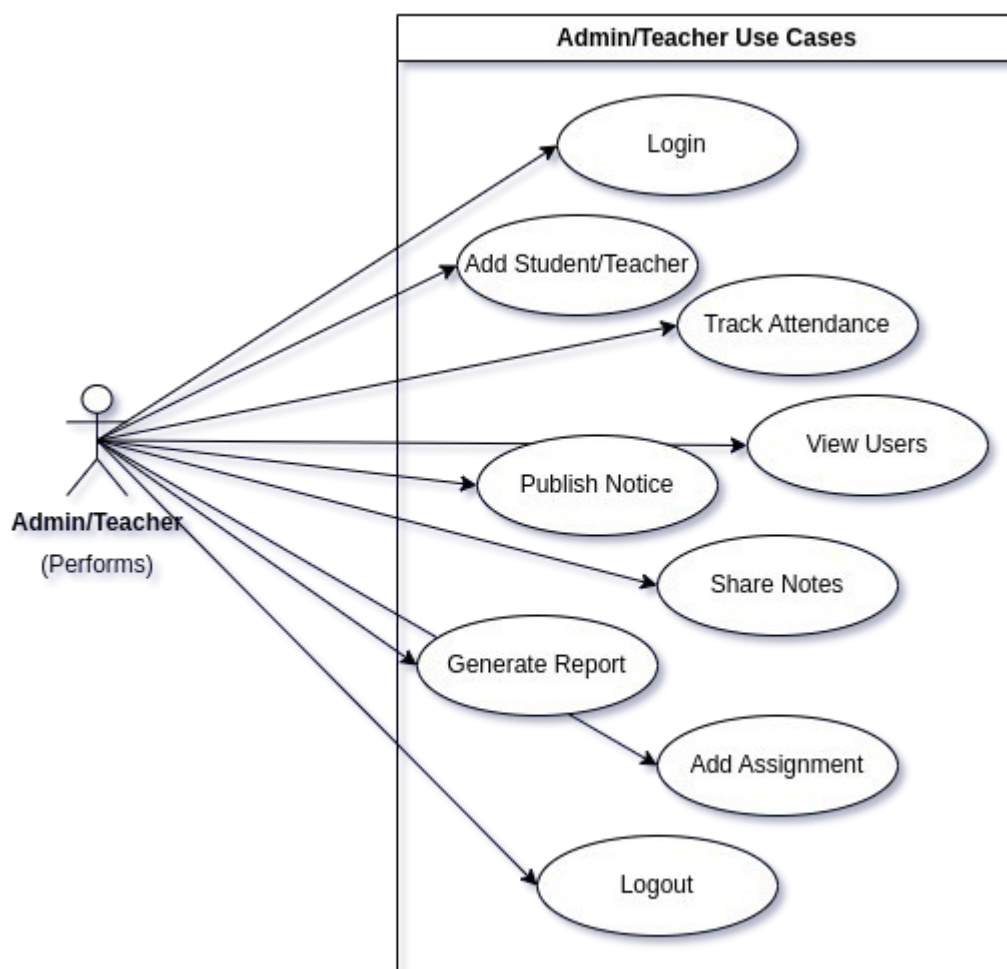 Admin/Teacher Use Cases
Login
Add Student/Teacher
Track Attendance
View Users
Publish Notice
Admin/Teacher
(Performs)
Share Notes
Generate Report
Add Assignment
Logout